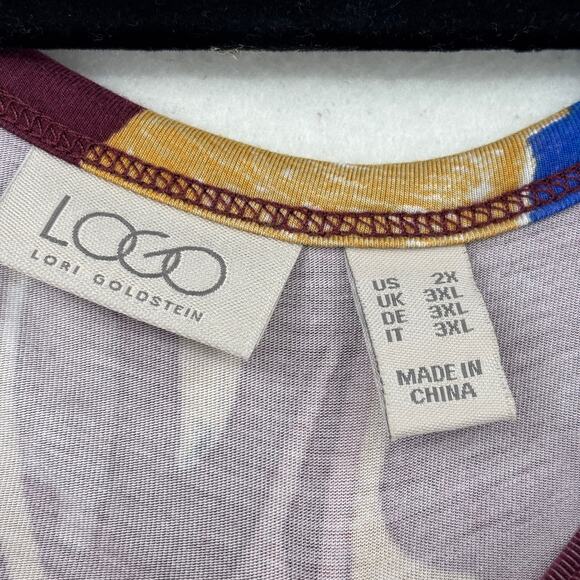 LOGO
LORI GOLDSTEIN
US 2X
UK 3XL
DE 3XL
IT 3XL
MADE IN
CHINA